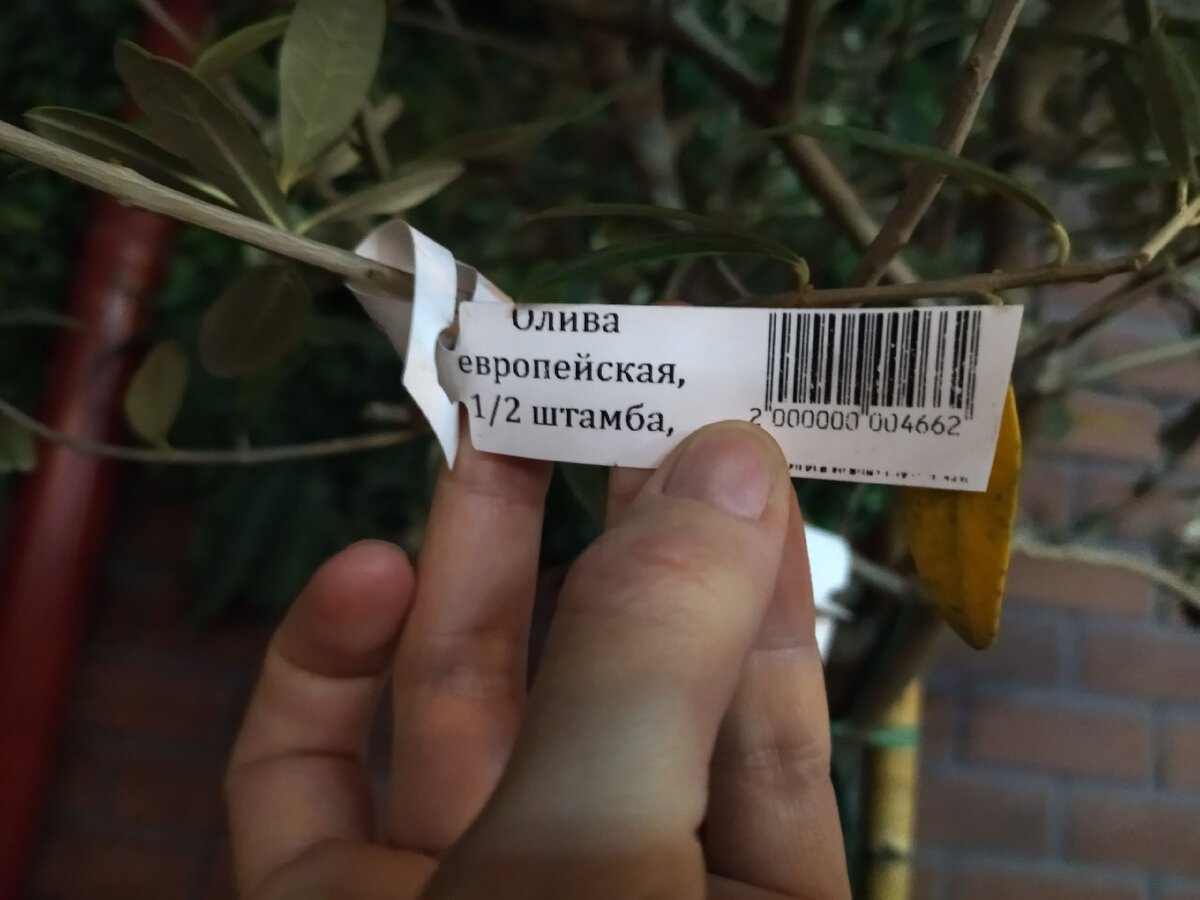 Олива
европейская,
1/2 штамба,
2 000000 004662